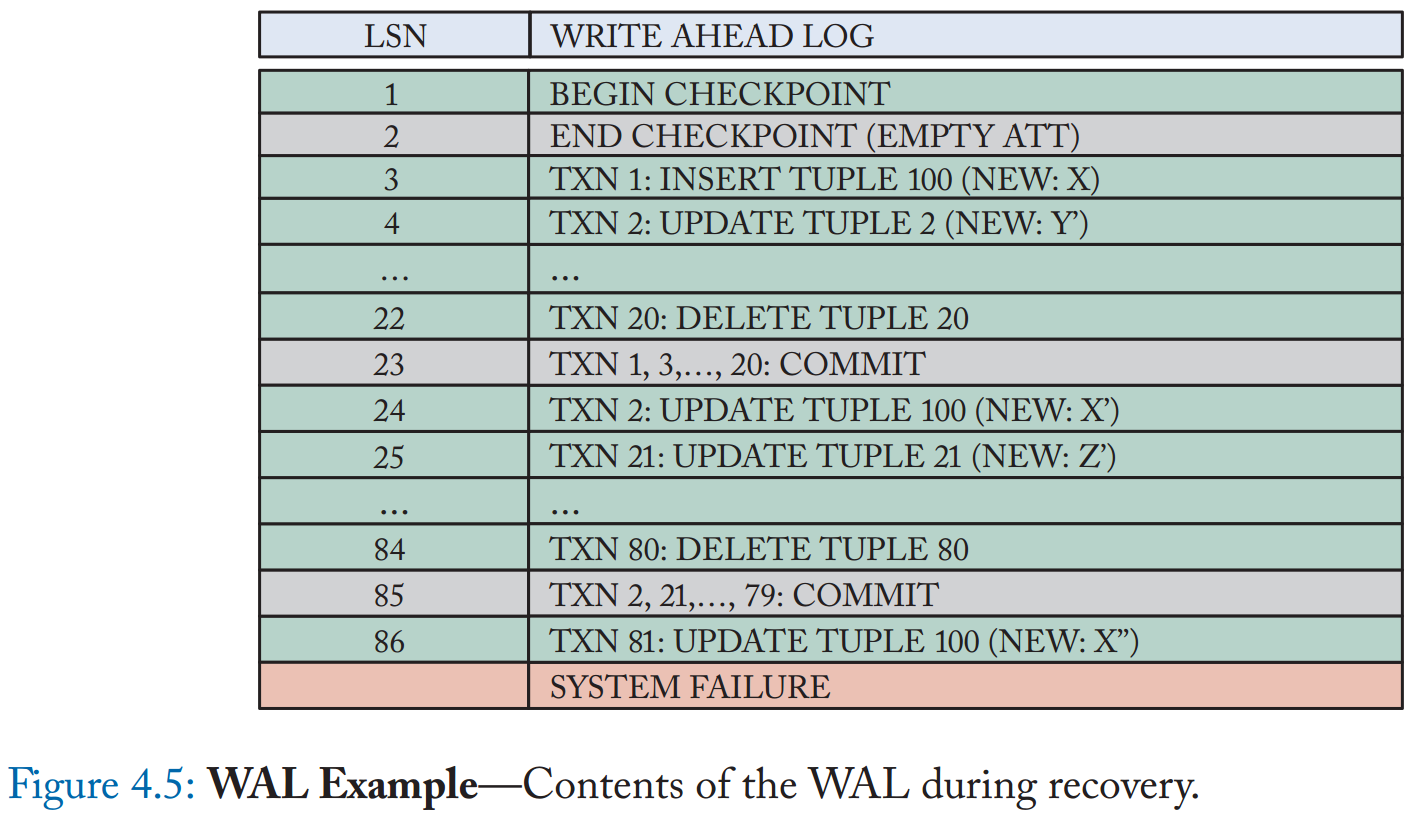 LSN WRITE AHEAD LOG
1 BEGIN CHECKPOINT
2 END CHECKPOINT (EMPTY ATT)
3 TXN 1: INSERT TUPLE 100 (NEW: X)
4 TXN 2: UPDATE TUPLE 2 (NEW: Y’)
… …
22 TXN 20: DELETE TUPLE 20
23 TXN 1, 3,…, 20: COMMIT
24 TXN 2: UPDATE TUPLE 100 (NEW: X’)
25 TXN 21: UPDATE TUPLE 21 (NEW: Z’)
… …
84 TXN 80: DELETE TUPLE 80
85 TXN 2, 21,…, 79: COMMIT
86 TXN 81: UPDATE TUPLE 100 (NEW: X”)
SYSTEM FAILURE
Figure 4.5: WAL Example—Contents of the WAL during recovery.